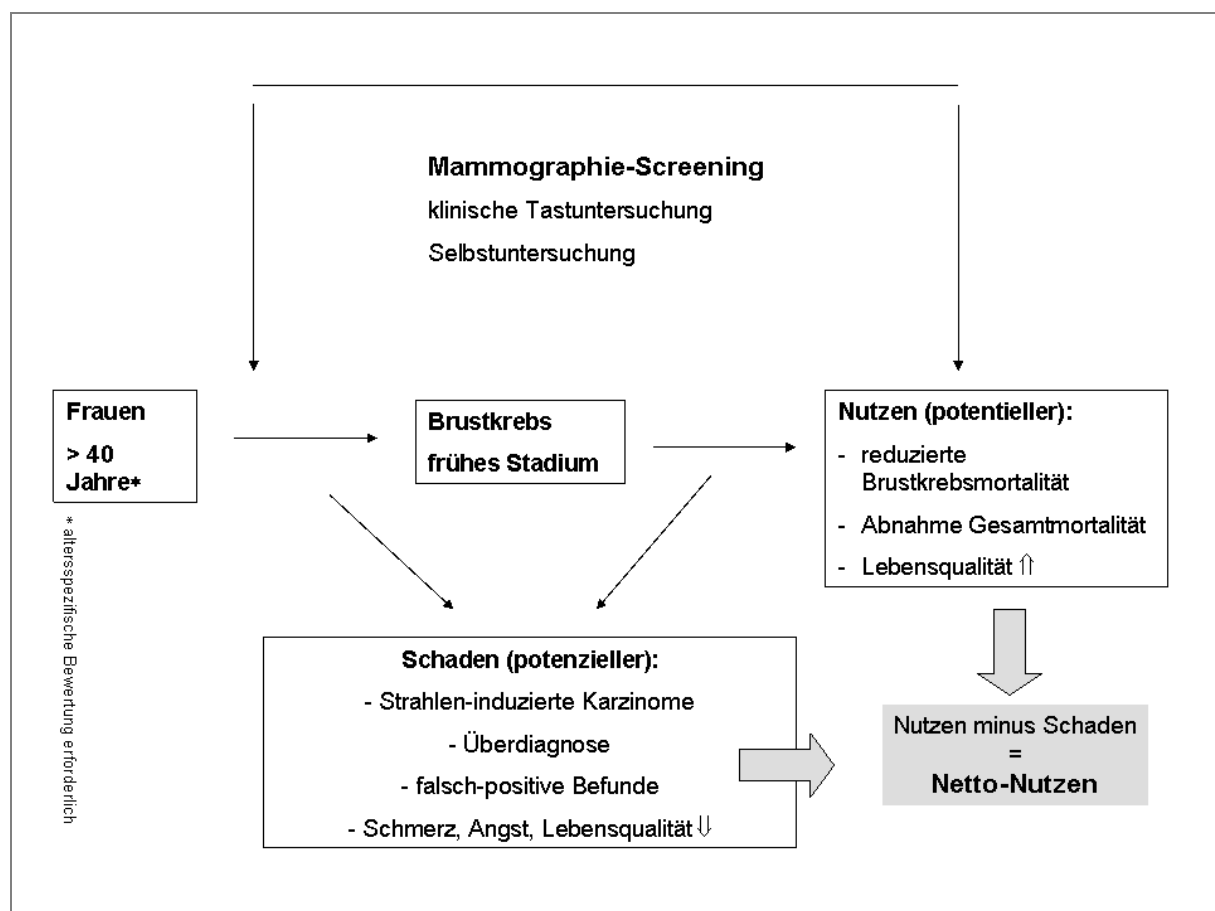 Mammographie-Screening
klinische Tastuntersuchung
Selbstuntersuchung
Frauen
> 40
Jahre*
* altersspezifische Bewertung erforderlich
Brustkrebs
frühes Stadium
Nutzen (potentieller):
- reduzierte
Brustkrebsmortalität
- Abnahme Gesamtmortalität
- Lebensqualität ⇑
Schaden (potenzieller):
- Strahlen-induzierte Karzinome
- Überdiagnose
- falsch-positive Befunde
- Schmerz, Angst, Lebensqualität ⇓
Nutzen minus Schaden
=
Netto-Nutzen